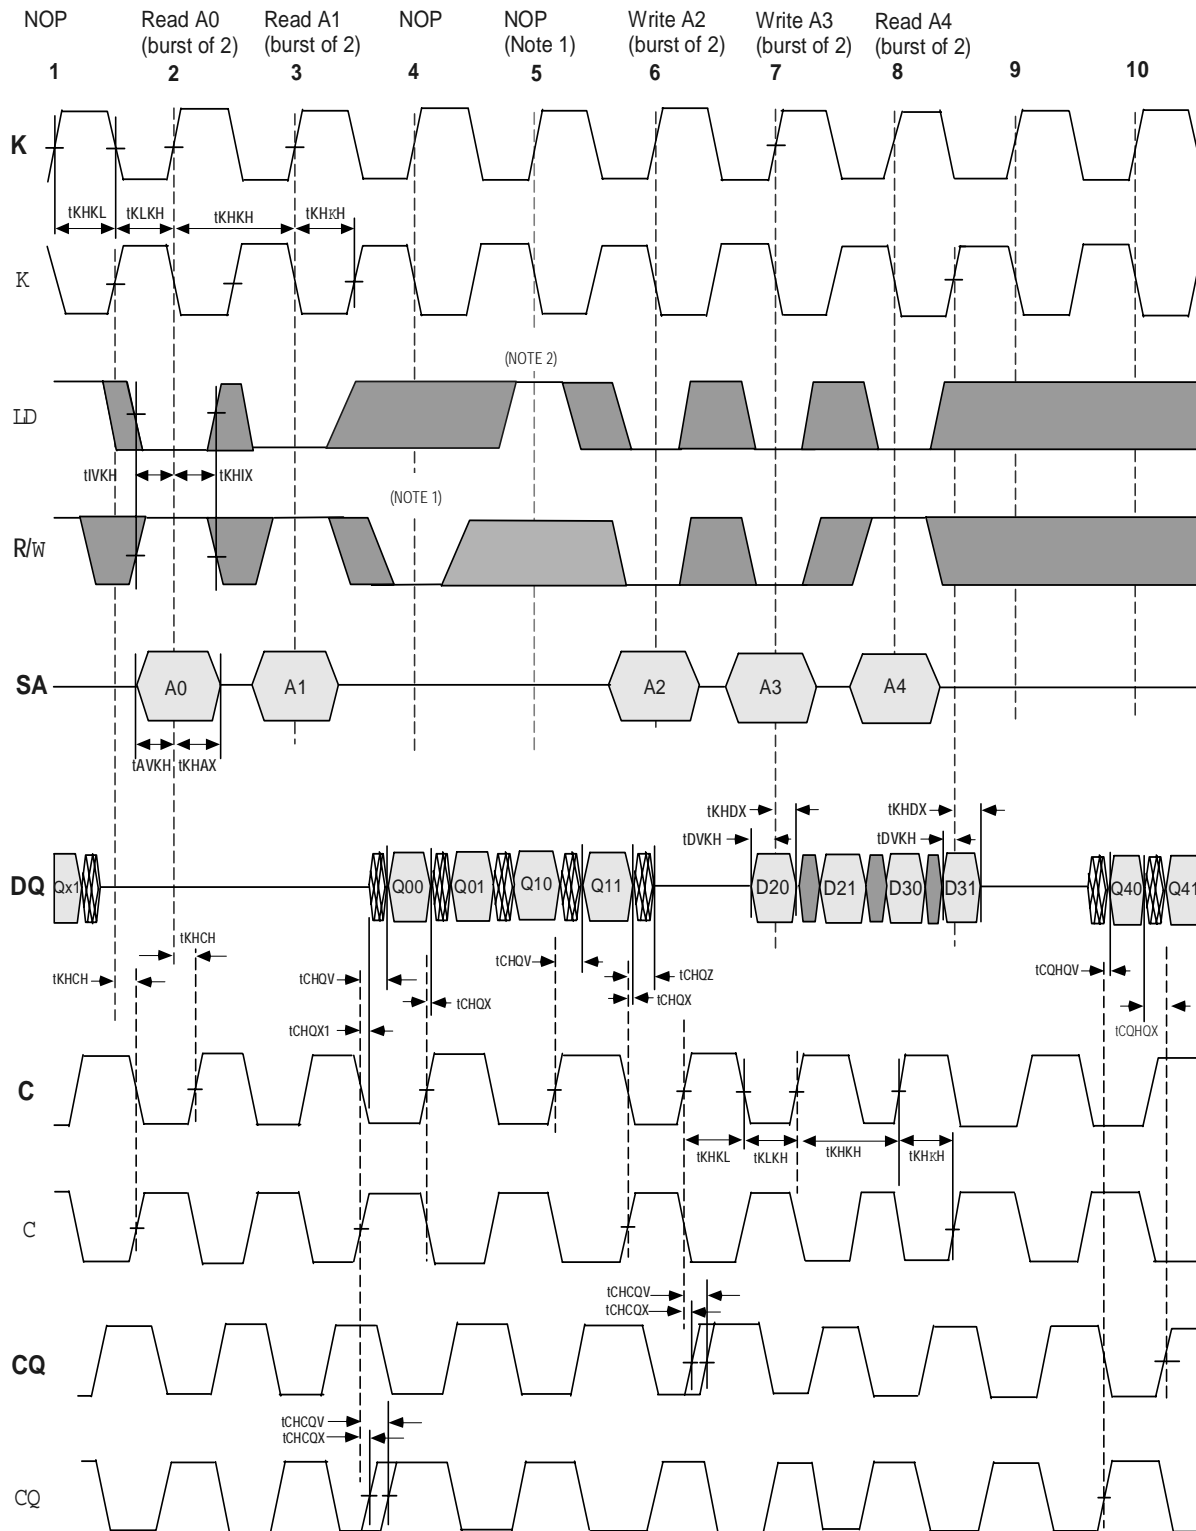 NOP Read A0 Read A1 NOP NOP Write A2 Write A3 Read A4
(burst of 2) (burst of 2) (Note 1) (burst of 2) (burst of 2) (burst of 2)
1 2 3 4 5 6 7 8 9 10
K
tKHKL tKLKH tKHKH tKHKH
K
(NOTE 2)
LD
tIVKH tKHIX
(NOTE 1)
R/W
SA A0 A1 A2 A3 A4
tAVKH tKHAX
tKHDX tKHDX
tDVKH tDVKH
DQ Qx1 Q00 Q01 Q10 Q11 D20 D21 D30 D31 Q40 Q41
tKHCH
tKHCH tCHQV tCHQV tCHQZ tCQHQV
tCHQX tCHQX
tCHQX1 tCQHQX
C
tKHKL tKLKH tKHKH tKHKH
C
tCHCQV
tCHCQX
CQ
tCHCQV
tCHCQX
CQ